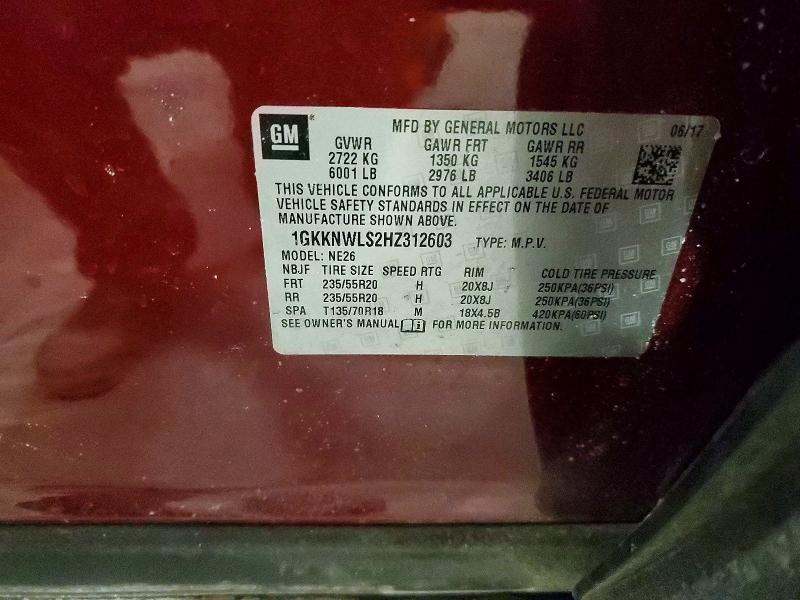 GM
MFD BY GENERAL MOTORS LLC 06/17
GVWR GAWR FRT GAWR RR
2722 KG 1350 KG 1545 KG
6001 LB 2976 LB 3406 LB
THIS VEHICLE CONFORMS TO ALL APPLICABLE U.S. FEDERAL MOTOR
VEHICLE SAFETY STANDARDS IN EFFECT ON THE DATE OF
MANUFACTURE SHOWN ABOVE.
1GKKNWLS2HZ312603 TYPE: M.P.V.
MODEL: NE26
NBJF TIRE SIZE SPEED RTG RIM COLD TIRE PRESSURE
FRT 235/55R20 H 20X8J 250KPA(36PSI)
RR 235/55R20 H 20X8J 250KPA(36PSI)
SPA T135/70R18 M 18X4.5B 420KPA(60PSI)
SEE OWNER'S MANUAL FOR MORE INFORMATION.